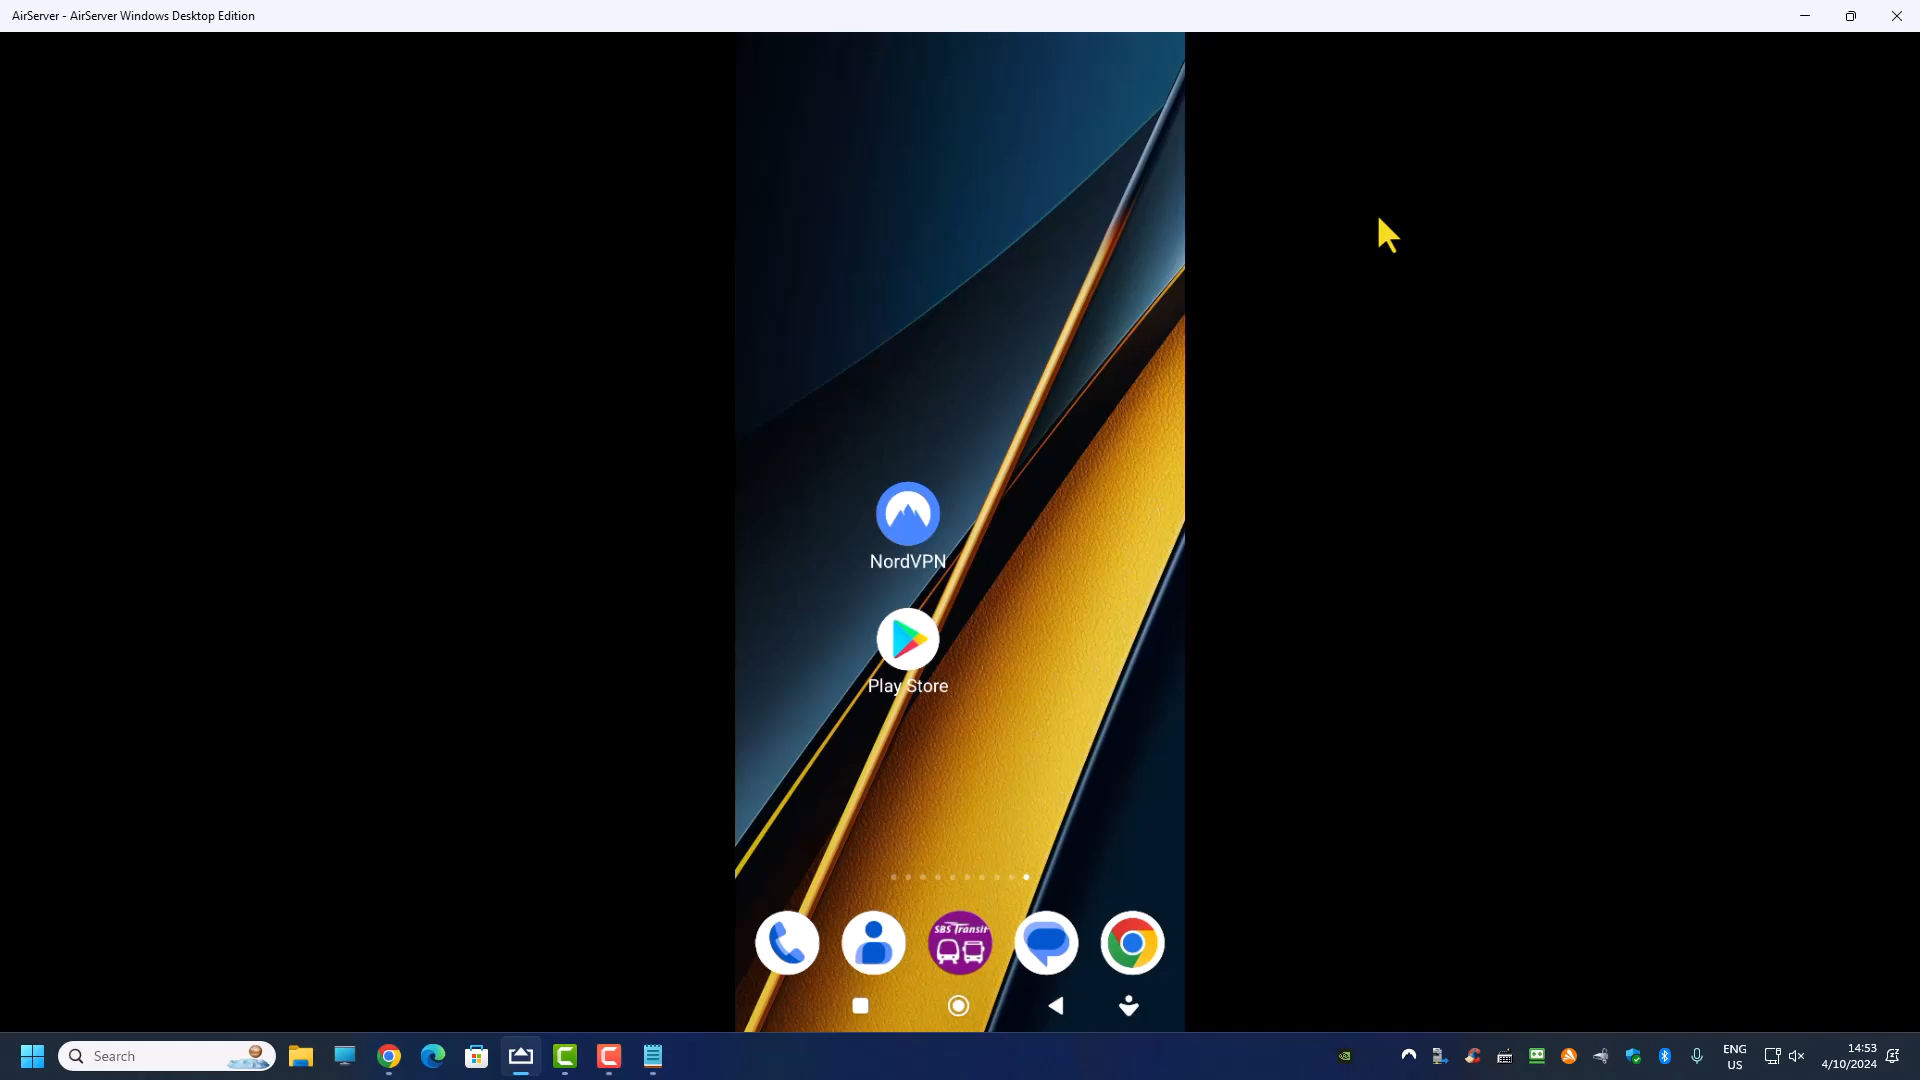 AirServer - AirServer Windows Desktop Edition
NordVPN
Play Store
SBS Transit
Search
ENG
US
14:53
4/10/2024